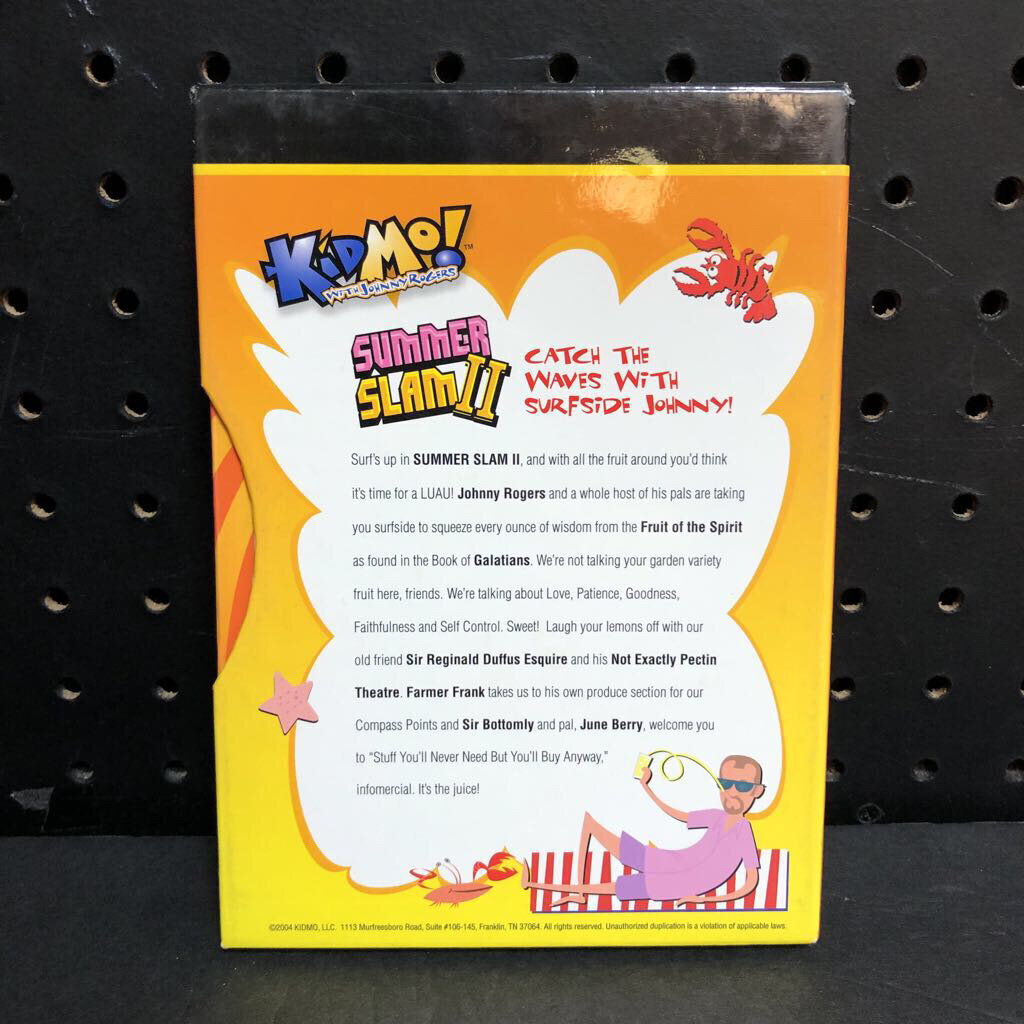 KiDMO! ™
WITH JOHNNY ROGERS
SUMMER
SLAM II
CATCH THE
WAVES WiTH
SURFSiDE JOHNNY!
Surf's up in SUMMER SLAM II, and with all the fruit around you'd think
it's time for a LUAU! Johnny Rogers and a whole host of his pals are taking
you surfside to squeeze every ounce of wisdom from the Fruit of the Spirit
as found in the Book of Galatians. We're not talking your garden variety
fruit here, friends. We're talking about Love, Patience, Goodness,
Faithfulness and Self Control. Sweet! Laugh your lemons off with our
old friend Sir Reginald Duffus Esquire and his Not Exactly Pectin
Theatre. Farmer Frank takes us to his own produce section for our
Compass Points and Sir Bottomly and pal, June Berry, welcome you
to "Stuff You'll Never Need But You'll Buy Anyway,"
infomercial. It's the juice!
©2004 KIDMO, LLC. 1113 Murfreesboro Road, Suite #106-145, Franklin, TN 37064. All rights reserved. Unauthorized duplication is a violation of applicable laws.